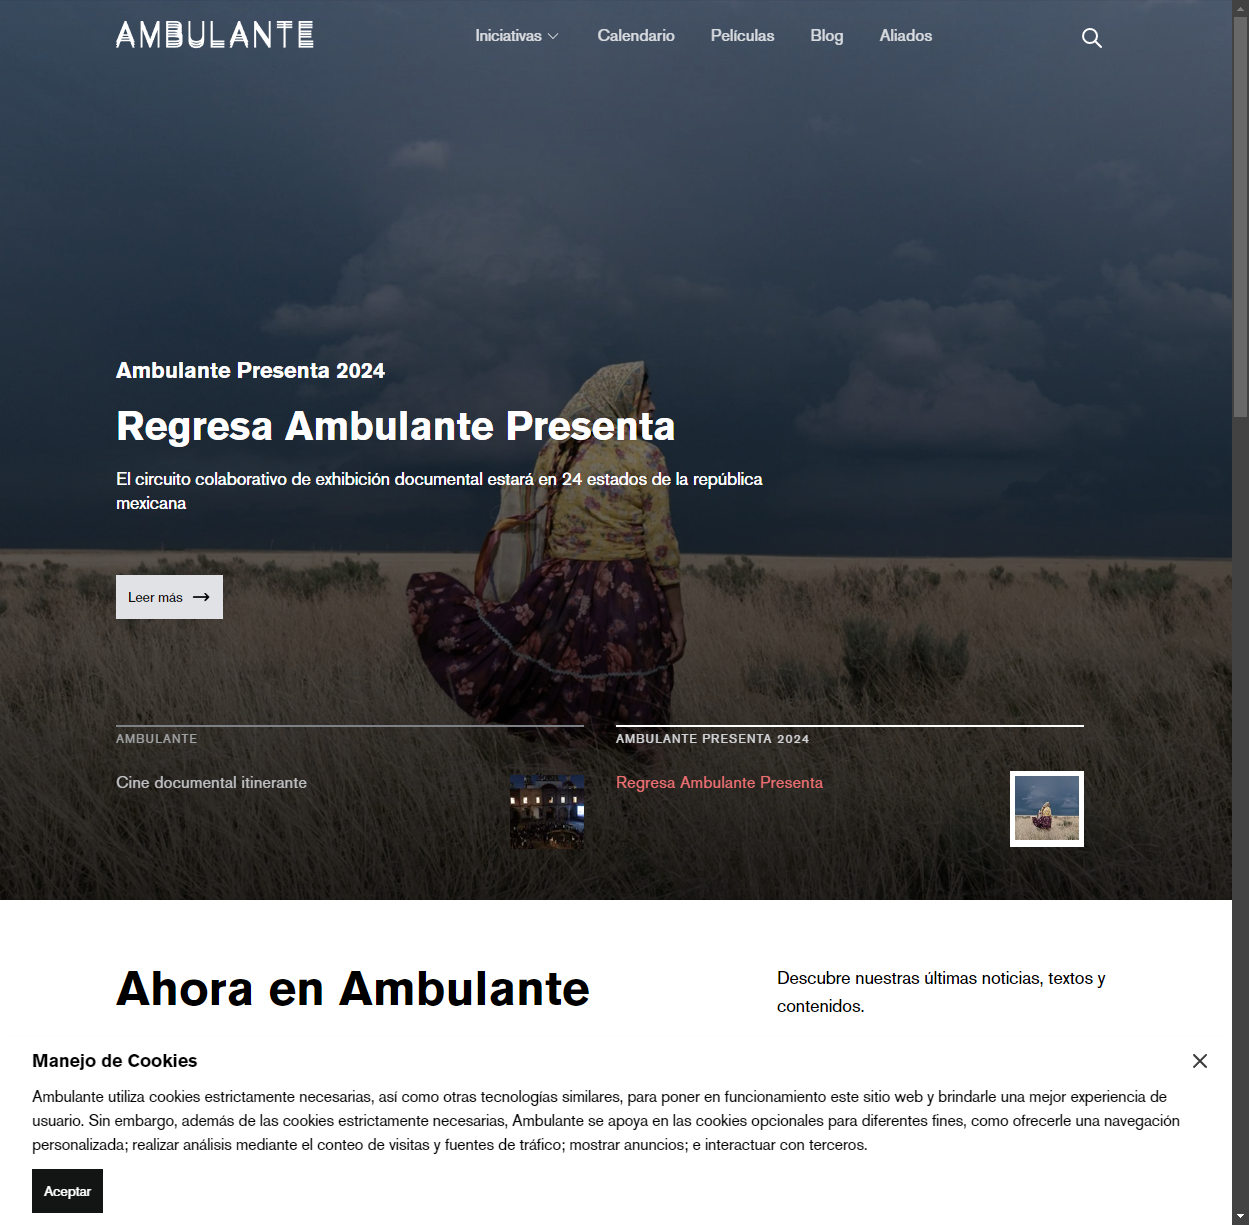 AMBULANTE
Iniciativas
Calendario
Películas
Blog
Aliados
Ambulante Presenta 2024
Regresa Ambulante Presenta
El circuito colaborativo de exhibición documental estará en 24 estados de la república
mexicana
Leer más
AMBULANTE
Cine documental itinerante
AMBULANTE PRESENTA 2024
Regresa Ambulante Presenta
Ahora en Ambulante
Descubre nuestras últimas noticias, textos y
contenidos.
Manejo de Cookies
Ambulante utiliza cookies estrictamente necesarias, así como otras tecnologías similares, para poner en funcionamiento este sitio web y brindarle una mejor experiencia de
usuario. Sin embargo, además de las cookies estrictamente necesarias, Ambulante se apoya en las cookies opcionales para diferentes fines, como ofrecerle una navegación
personalizada; realizar análisis mediante el conteo de visitas y fuentes de tráfico; mostrar anuncios; e interactuar con terceros.
Aceptar